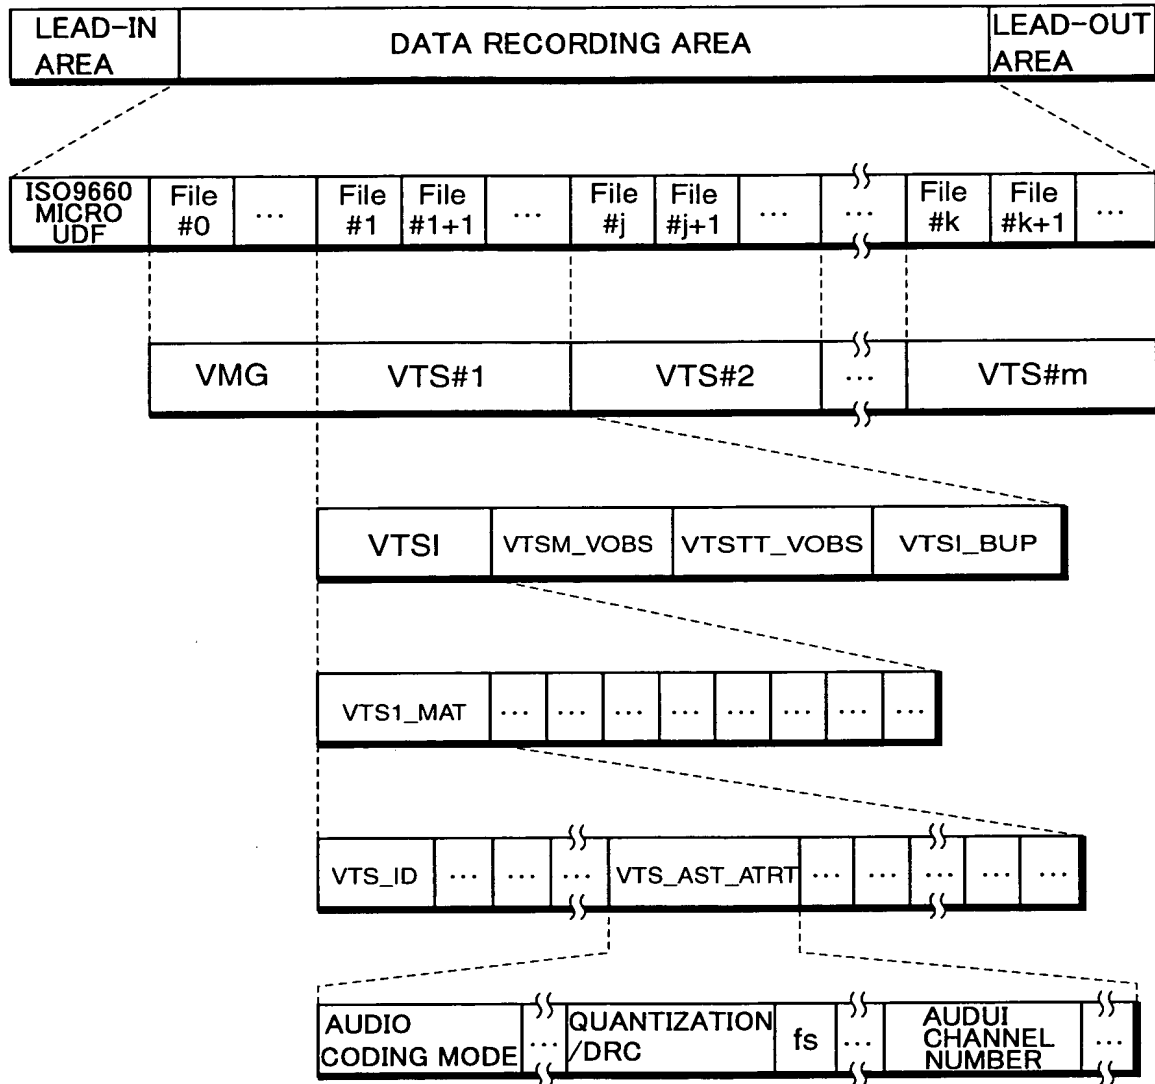 LEAD-IN
AREA
DATA RECORDING AREA
LEAD-OUT
AREA
ISO9660
MICRO
UDF
File
#0
...
File
#1
File
#1+1
...
File
#j
File
#j+1
...
...
File
#k
File
#k+1
...
VMG
VTS#1
VTS#2
...
VTS#m
VTSI
VTSM_VOBS
VTSTT_VOBS
VTSI_BUP
VTS1_MAT
...
...
...
...
...
...
...
...
VTS_ID
...
...
...
VTS_AST_ATRT
...
...
...
...
...
AUDIO
CODING MODE
...
QUANTIZATION
/DRC
fs
...
AUDUI
CHANNEL
NUMBER
...